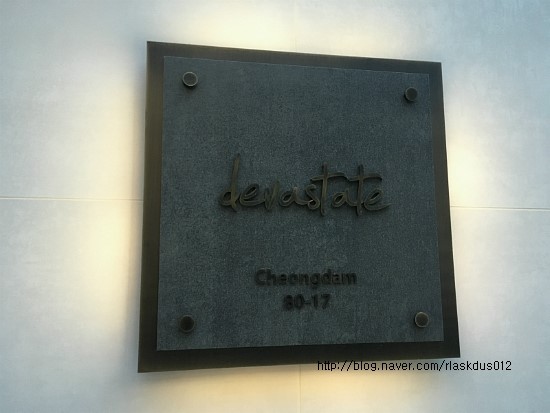 devastate
Cheongdam
80-17
http://blog.naver.com/rlaskdus012